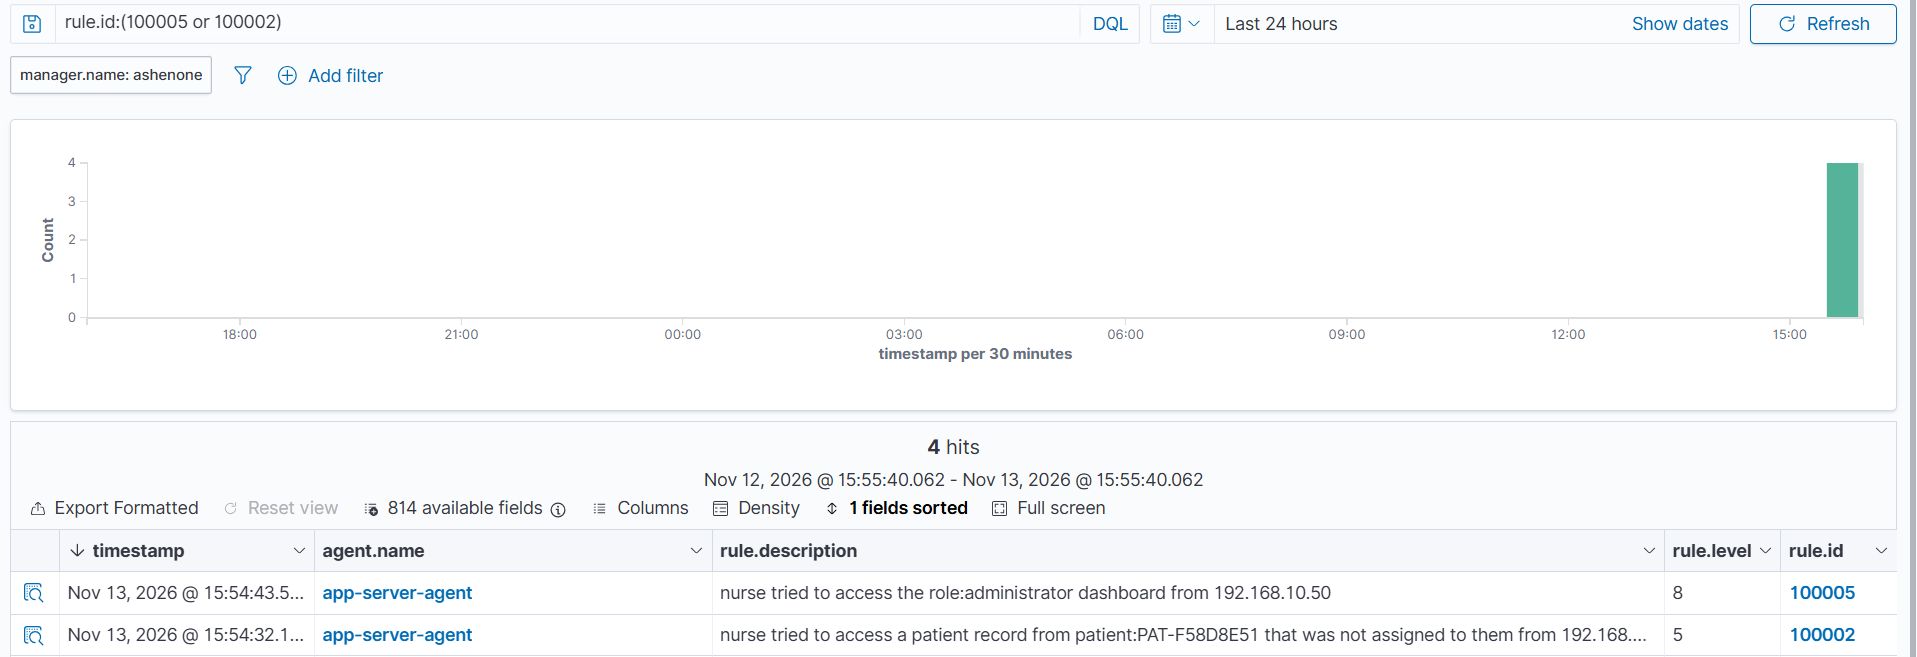 rule.id:(100005 or 100002)
DQL
Last 24 hours
Show dates
Refresh
manager.name: ashenone
Add filter
4
3
2
1
0
Count
18:00
21:00
00:00
03:00
06:00
09:00
12:00
15:00
timestamp per 30 minutes
4 hits
Nov 12, 2026 @ 15:55:40.062 - Nov 13, 2026 @ 15:55:40.062
Export Formatted
Reset view
814 available fields
Columns
Density
1 fields sorted
Full screen
timestamp
agent.name
rule.description
rule.level
rule.id
Nov 13, 2026 @ 15:54:43.5... app-server-agent nurse tried to access the role:administrator dashboard from 192.168.10.50 8 100005
Nov 13, 2026 @ 15:54:32.1... app-server-agent nurse tried to access a patient record from patient:PAT-F58D8E51 that was not assigned to them from 192.168.... 5 100002